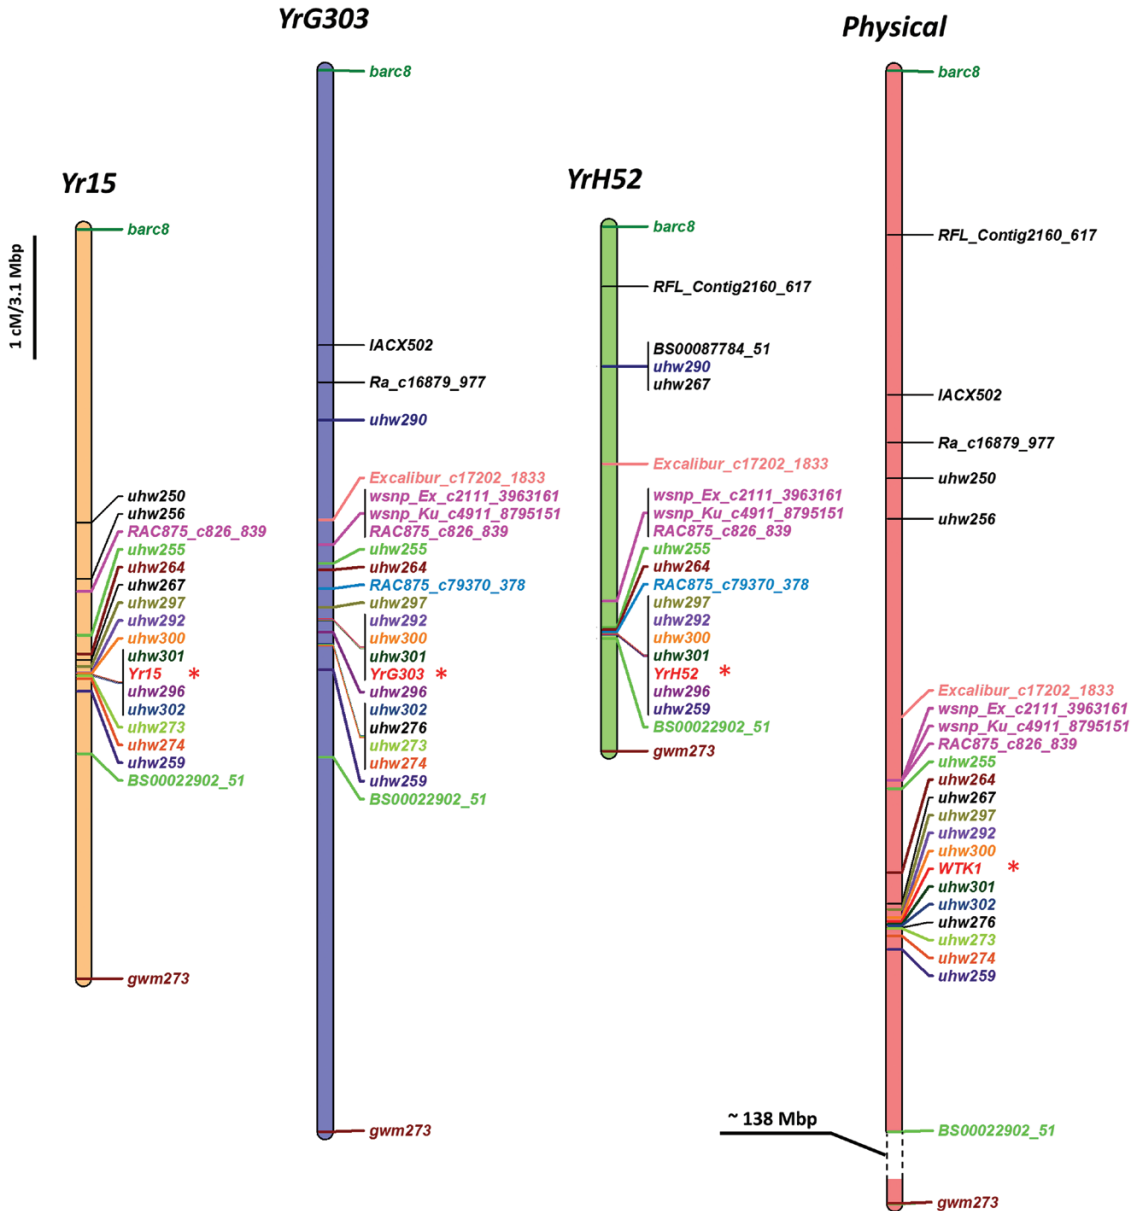 YrG303
Physical
Yr15
YrH52
1 cM/3.1 Mbp
barc8
uhw250
uhw256
RAC875_c826_839
uhw255
uhw264
uhw267
uhw297
uhw292
uhw300
uhw301
Yr15 *
uhw296
uhw302
uhw273
uhw274
uhw259
BS00022902_51
gwm273
barc8
IACX502
Ra_c16879_977
uhw290
Excalibur_c17202_1833
wsnp_Ex_c2111_3963161
wsnp_Ku_c4911_8795151
RAC875_c826_839
uhw255
uhw264
RAC875_c79370_378
uhw297
uhw292
uhw300
uhw301
YrG303 *
uhw296
uhw302
uhw276
uhw273
uhw274
uhw259
BS00022902_51
gwm273
barc8
RFL_Contig2160_617
BS00087784_51
uhw290
uhw267
Excalibur_c17202_1833
wsnp_Ex_c2111_3963161
wsnp_Ku_c4911_8795151
RAC875_c826_839
uhw255
uhw264
RAC875_c79370_378
uhw297
uhw292
uhw300
uhw301
YrH52 *
uhw296
uhw259
BS00022902_51
gwm273
barc8
RFL_Contig2160_617
IACX502
Ra_c16879_977
uhw250
uhw256
Excalibur_c17202_1833
wsnp_Ex_c2111_3963161
wsnp_Ku_c4911_8795151
RAC875_c826_839
uhw255
uhw264
uhw267
uhw297
uhw292
uhw300
WTK1 *
uhw301
uhw302
uhw276
uhw273
uhw274
uhw259
~ 138 Mbp
BS00022902_51
gwm273